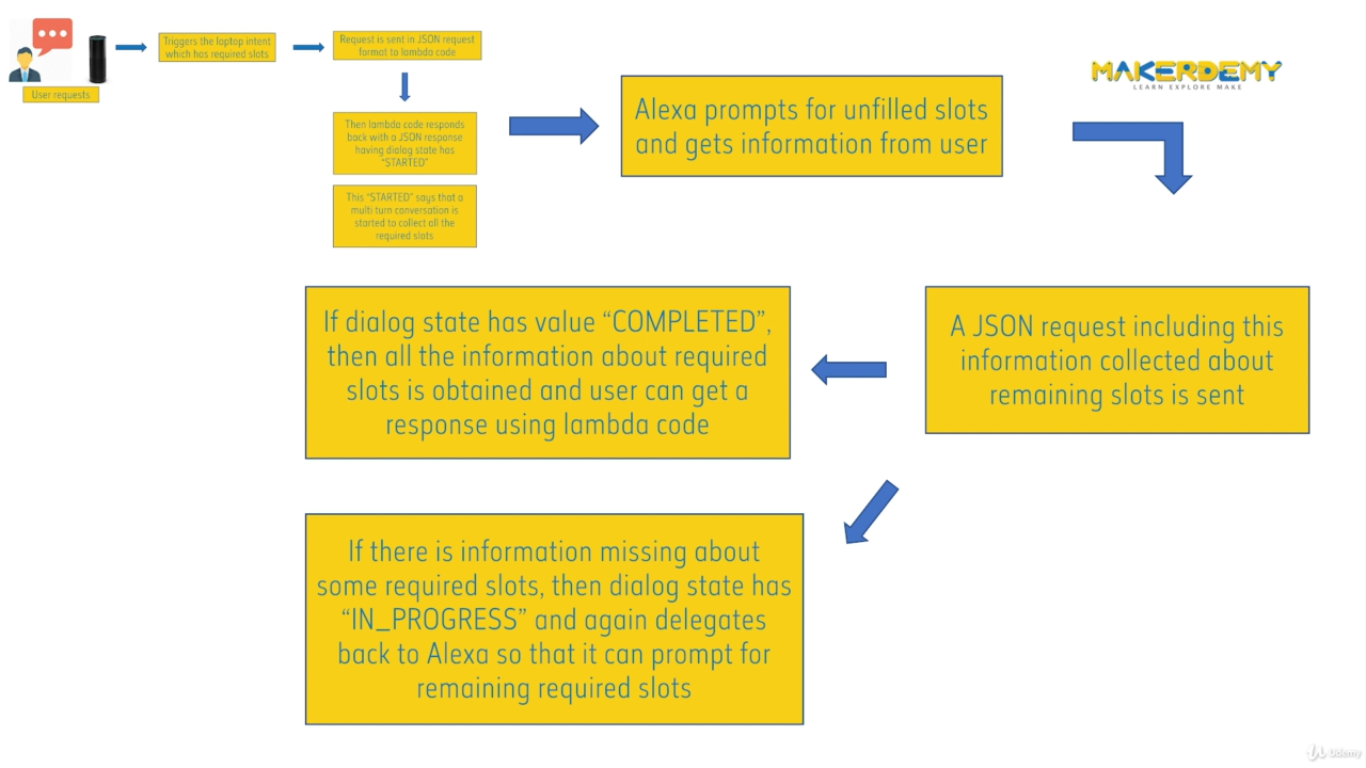 User requests
Triggers the laptop intent
which has required slots
Request is sent in JSON request
format to lambda code
Then lambda code responds
back with a JSON response
having dialog state has
“STARTED”
This “STARTED” says that a
multi turn conversation is
started to collect all the
required slots
Alexa prompts for unfilled slots
and gets information from user
MAKERDEMY
LEARN EXPLORE MAKE
A JSON request including this
information collected about
remaining slots is sent
If dialog state has value “COMPLETED”,
then all the information about required
slots is obtained and user can get a
response using lambda code
If there is information missing about
some required slots, then dialog state has
“IN_PROGRESS” and again delegates
back to Alexa so that it can prompt for
remaining required slots
Udemy